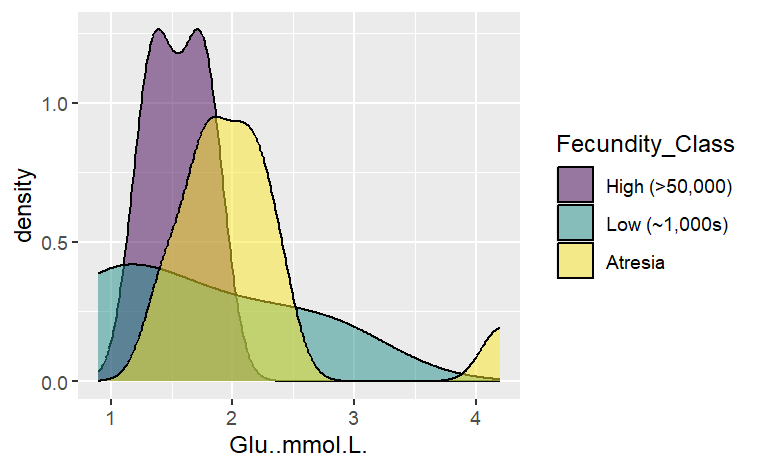 density
1.0
0.5
0.0
1
2
3
4
Glu..mmol.L.
Fecundity_Class
High (>50,000)
Low (~1,000s)
Atresia